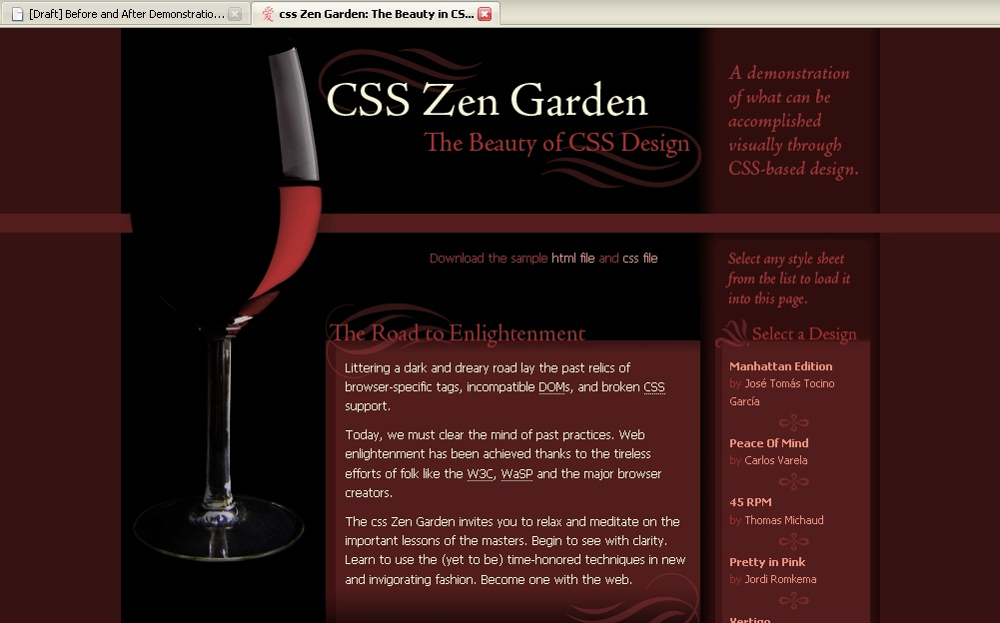 [Draft] Before and After Demonstratio...
css Zen Garden: The Beauty in CS...
CSS Zen Garden
The Beauty of CSS Design
A demonstration
of what can be
accomplished
visually through
CSS-based design.
Download the sample html file and css file
The Road to Enlightenment
Littering a dark and dreary road lay the past relics of
browser-specific tags, incompatible DOMs, and broken CSS
support.
Today, we must clear the mind of past practices. Web
enlightenment has been achieved thanks to the tireless
efforts of folk like the W3C, WaSP and the major browser
creators.
The css Zen Garden invites you to relax and meditate on the
important lessons of the masters. Begin to see with clarity.
Learn to use the (yet to be) time-honored techniques in new
and invigorating fashion. Become one with the web.
Select any style sheet
from the list to load it
into this page.
Select a Design
Manhattan Edition
by José Tomás Tocino
García
Peace Of Mind
by Carlos Varela
45 RPM
by Thomas Michaud
Pretty in Pink
by Jordi Romkema
Vertigo